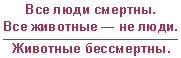 Все люди смертны.
Все животные — не люди.
Животные бессмертны.